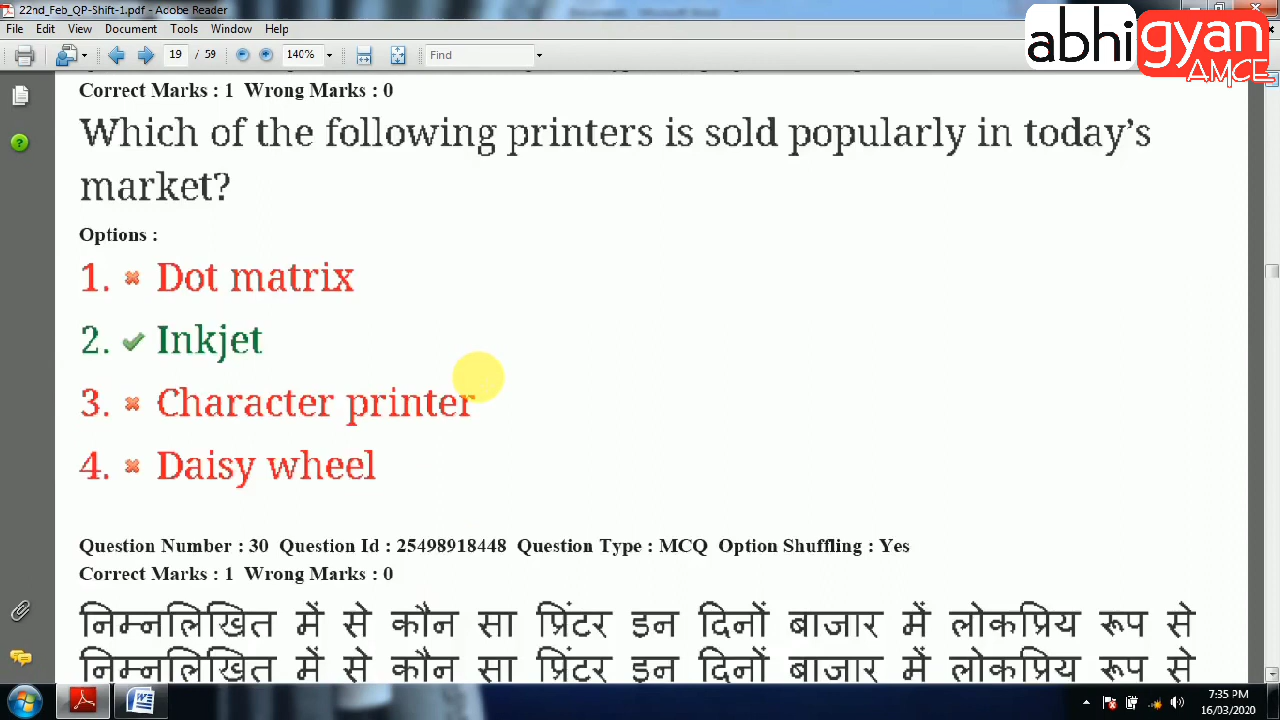 22nd_Feb_QP-Shift-1.pdf - Adobe Reader
File Edit View Document Tools Window Help
19 / 59 140% Find
abhigyan
AMCE
Correct Marks : 1 Wrong Marks : 0
Which of the following printers is sold popularly in today’s
market?
Options :
1. Dot matrix
2. Inkjet
3. Character printer
4. Daisy wheel
Question Number : 30 Question Id : 25498918448 Question Type : MCQ Option Shuffling : Yes
Correct Marks : 1 Wrong Marks : 0
निम्नलिखित में से कौन सा प्रिंटर इन दिनों बाजार में लोकप्रिय रूप से
निम्नलिखित में से कौन सा प्रिंटर इन दिनों बाजार में लोकप्रिय रूप से
7:35 PM
16/03/2020